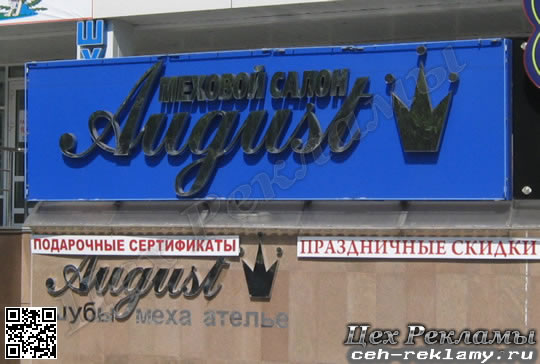 МЕХОВОЙ САЛОН
August
ПОДАРОЧНЫЕ СЕРТИФИКАТЫ
ПРАЗДНИЧНЫЕ СКИДКИ
August
шубы меха ателье
Цех Рекламы
ceh-reklamy.ru